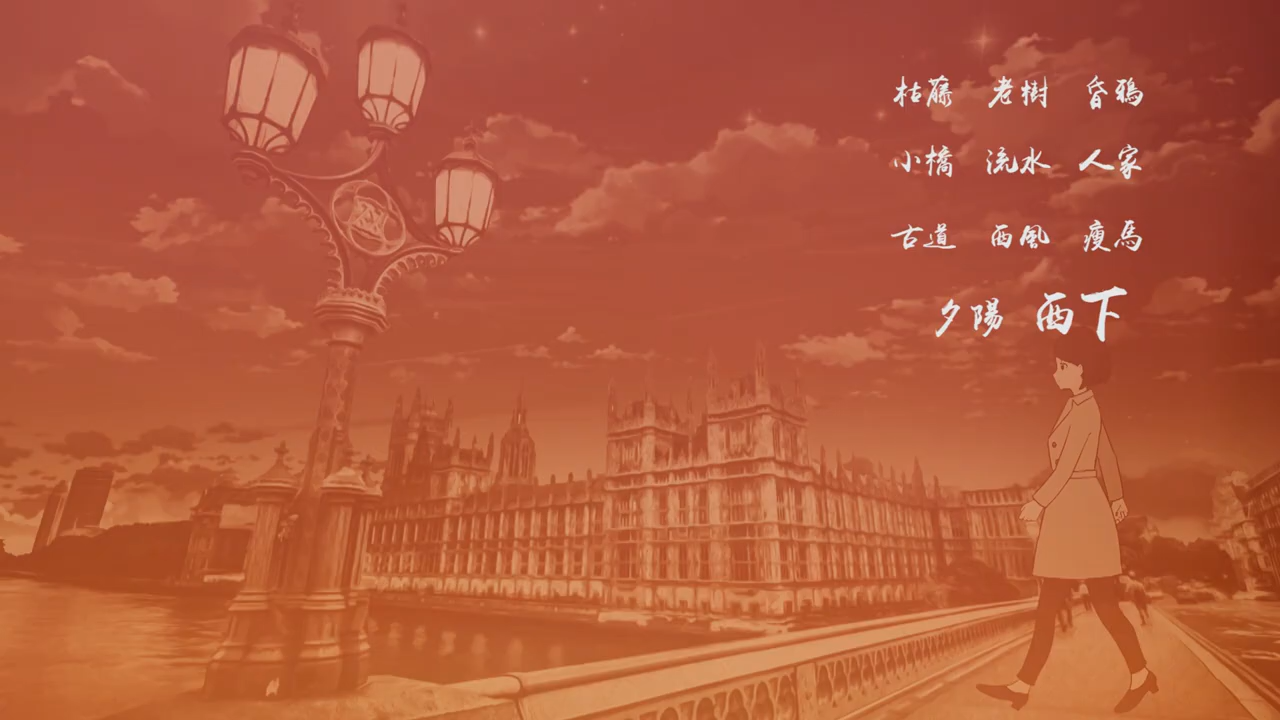 枯藤 老樹 昏鴉
小橋 流水 人家
古道 西風 瘦馬
夕陽 西下